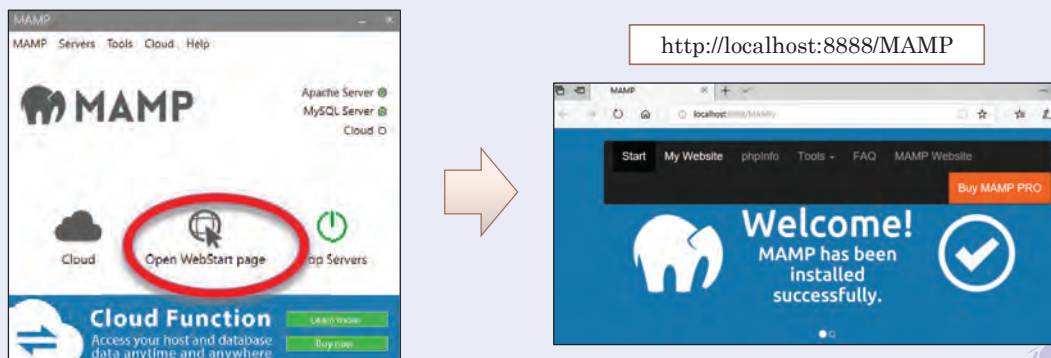 MAMP
MAMP Servers Tools Cloud Help
MAMP
Apache Server
MySQL Server
Cloud
Cloud
Open WebStart page
op Servers
Cloud Function
Access your host and database
data anytime and anywhere
Learn more
Buy now
http://localhost:8888/MAMP
MAMP
localhost:8888/MAMP/
Start My Website phpInfo Tools FAQ MAMP Website
Buy MAMP PRO
Welcome!
MAMP has been
installed
successfully.